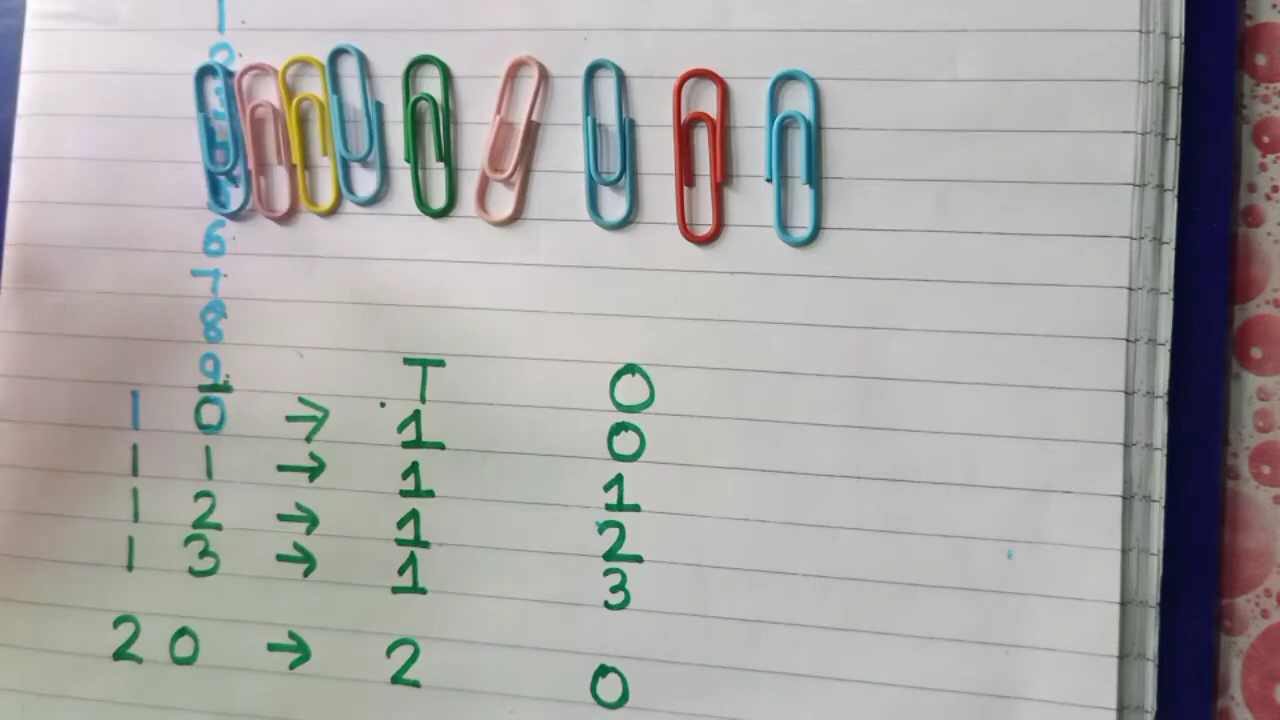 1
6
7
8
9
T O
1 0 → 1 0
1 1 → 1 1
1 2 → 1 2
1 3 → 1 3
2 0 → 2 0